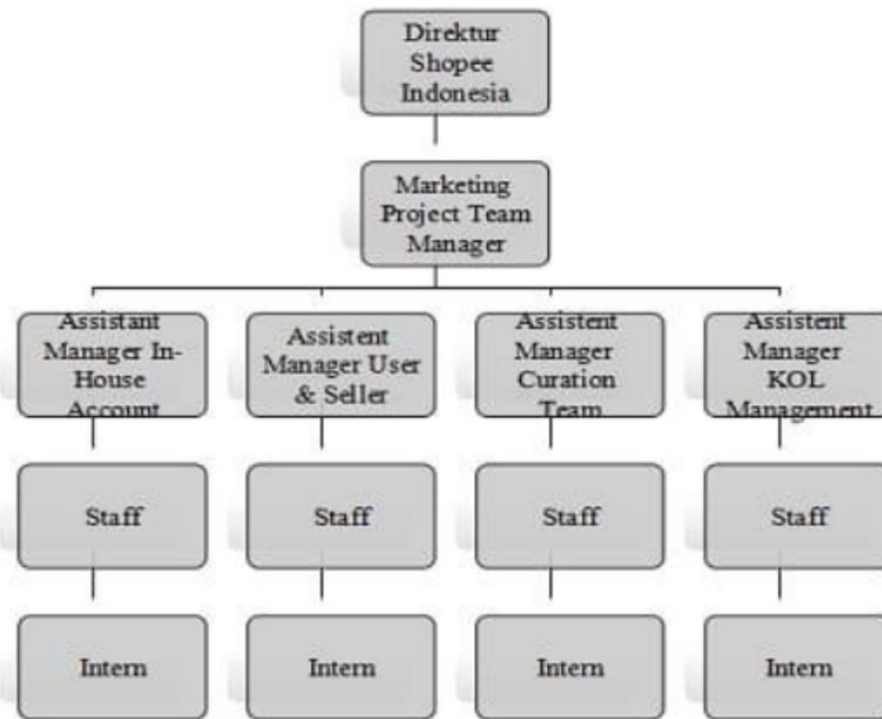 Direktur
Shopee
Indonesia
Marketing
Project Team
Manager
Assistant
Manager In-
House
Account
Assistent
Manager User
& Seller
Assistent
Manager
Curation
Team
Assistent
Manager
KOL
Management
Staff
Staff
Staff
Staff
Intern
Intern
Intern
Intern